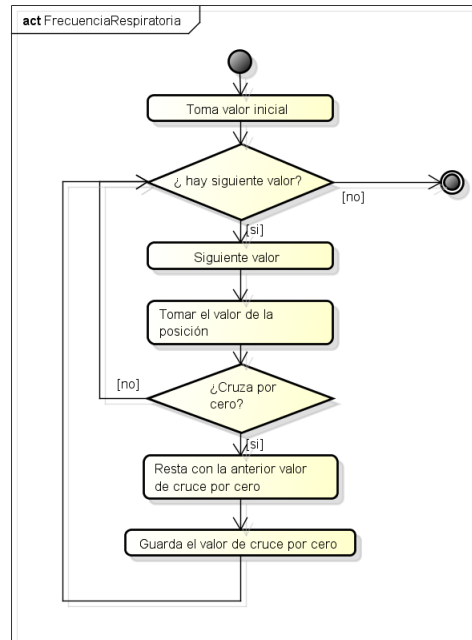 act FrecuenciaRespiratoria
Toma valor inicial
¿ hay siguiente valor?
[no]
[si]
Siguiente valor
Tomar el valor de la
posición
[no]
¿Cruza por
cero?
[si]
Resta con la anterior valor
de cruce por cero
Guarda el valor de cruce por cero